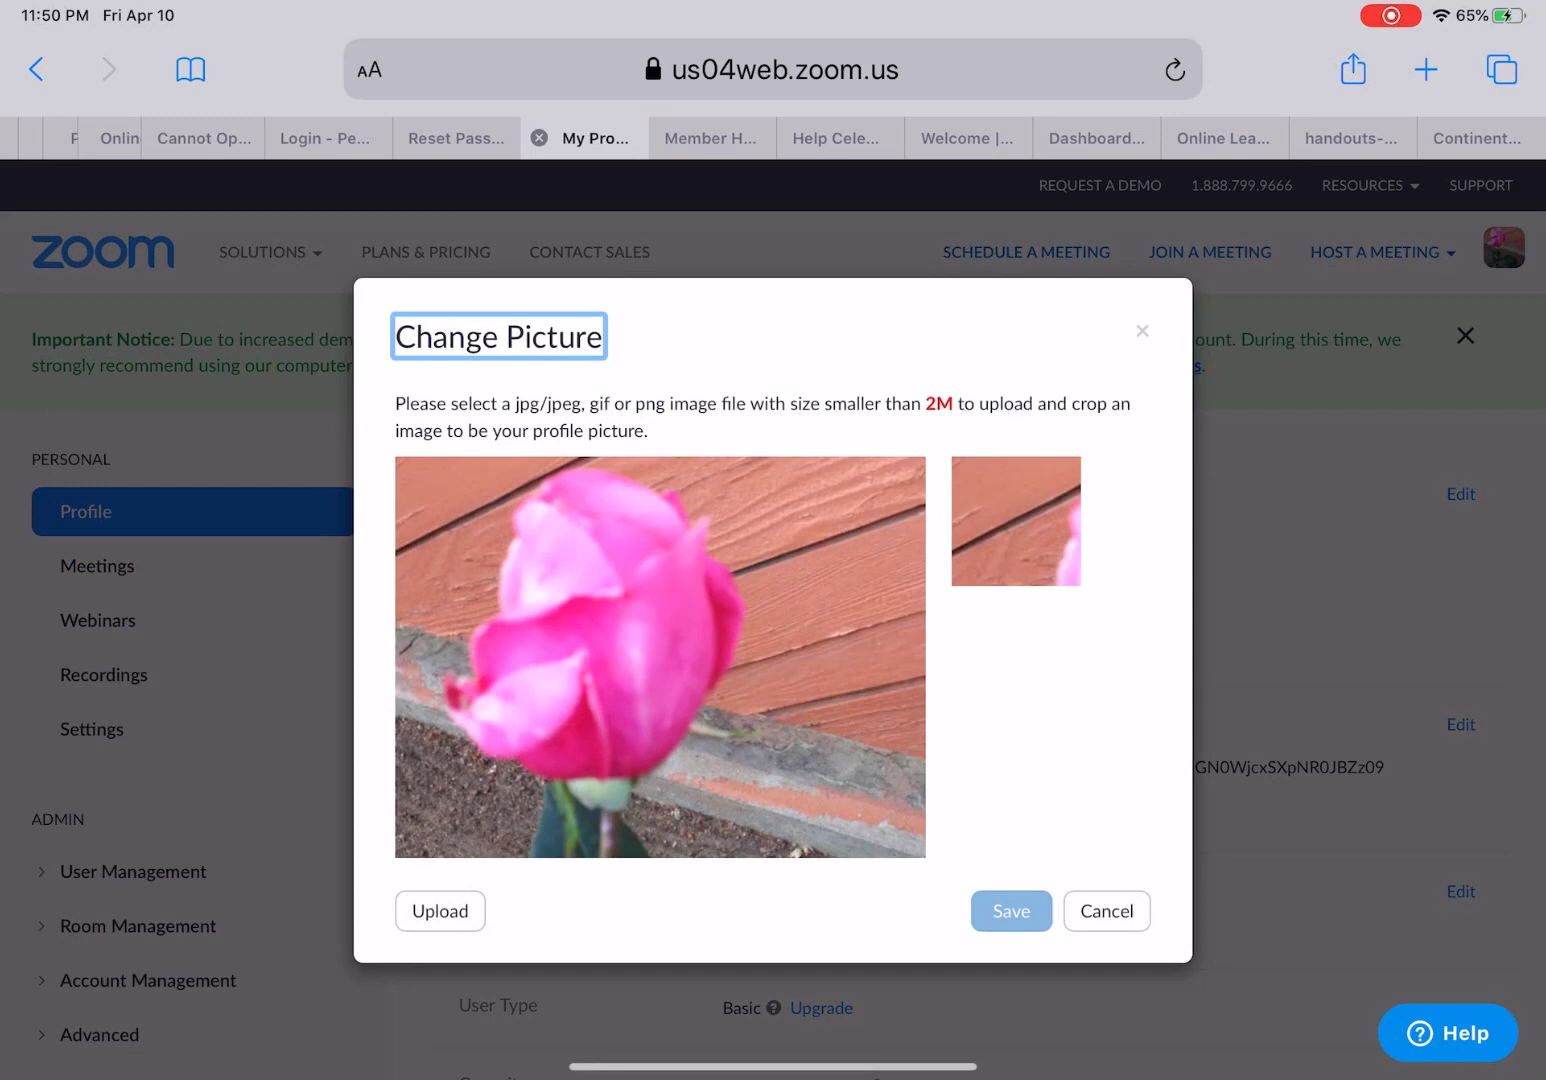 11:50 PM Fri Apr 10
65%
AA us04web.zoom.us
Onlin Cannot Op... Login - Pe... Reset Pass... My Pro... Member H... Help Cele... Welcome |... Dashboard... Online Lea... handouts-... Continent...
REQUEST A DEMO 1.888.799.9666 RESOURCES SUPPORT
zoom SOLUTIONS PLANS & PRICING CONTACT SALES SCHEDULE A MEETING JOIN A MEETING HOST A MEETING
Important Notice: Due to increased dem
ount. During this time, we
strongly recommend using our computer
s.
Change Picture
Please select a jpg/jpeg, gif or png image file with size smaller than 2M to upload and crop an
image to be your profile picture.
Upload
Save
Cancel
PERSONAL
Profile
Meetings
Webinars
Recordings
Settings
ADMIN
User Management
Room Management
Account Management
Advanced
Edit
Edit
GN0WjcxSXpNR0JBZz09
Edit
User Type Basic Upgrade
Help